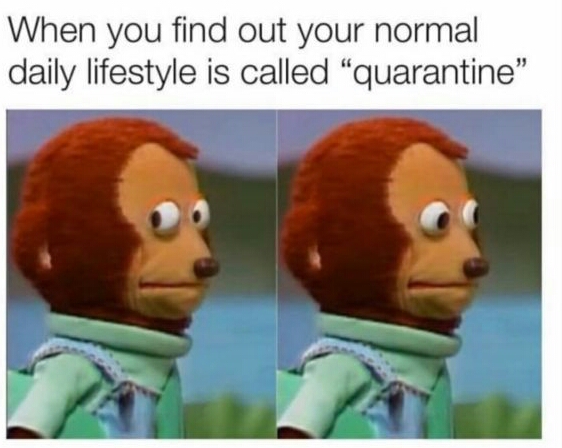 When you find out your normal
daily lifestyle is called “quarantine”